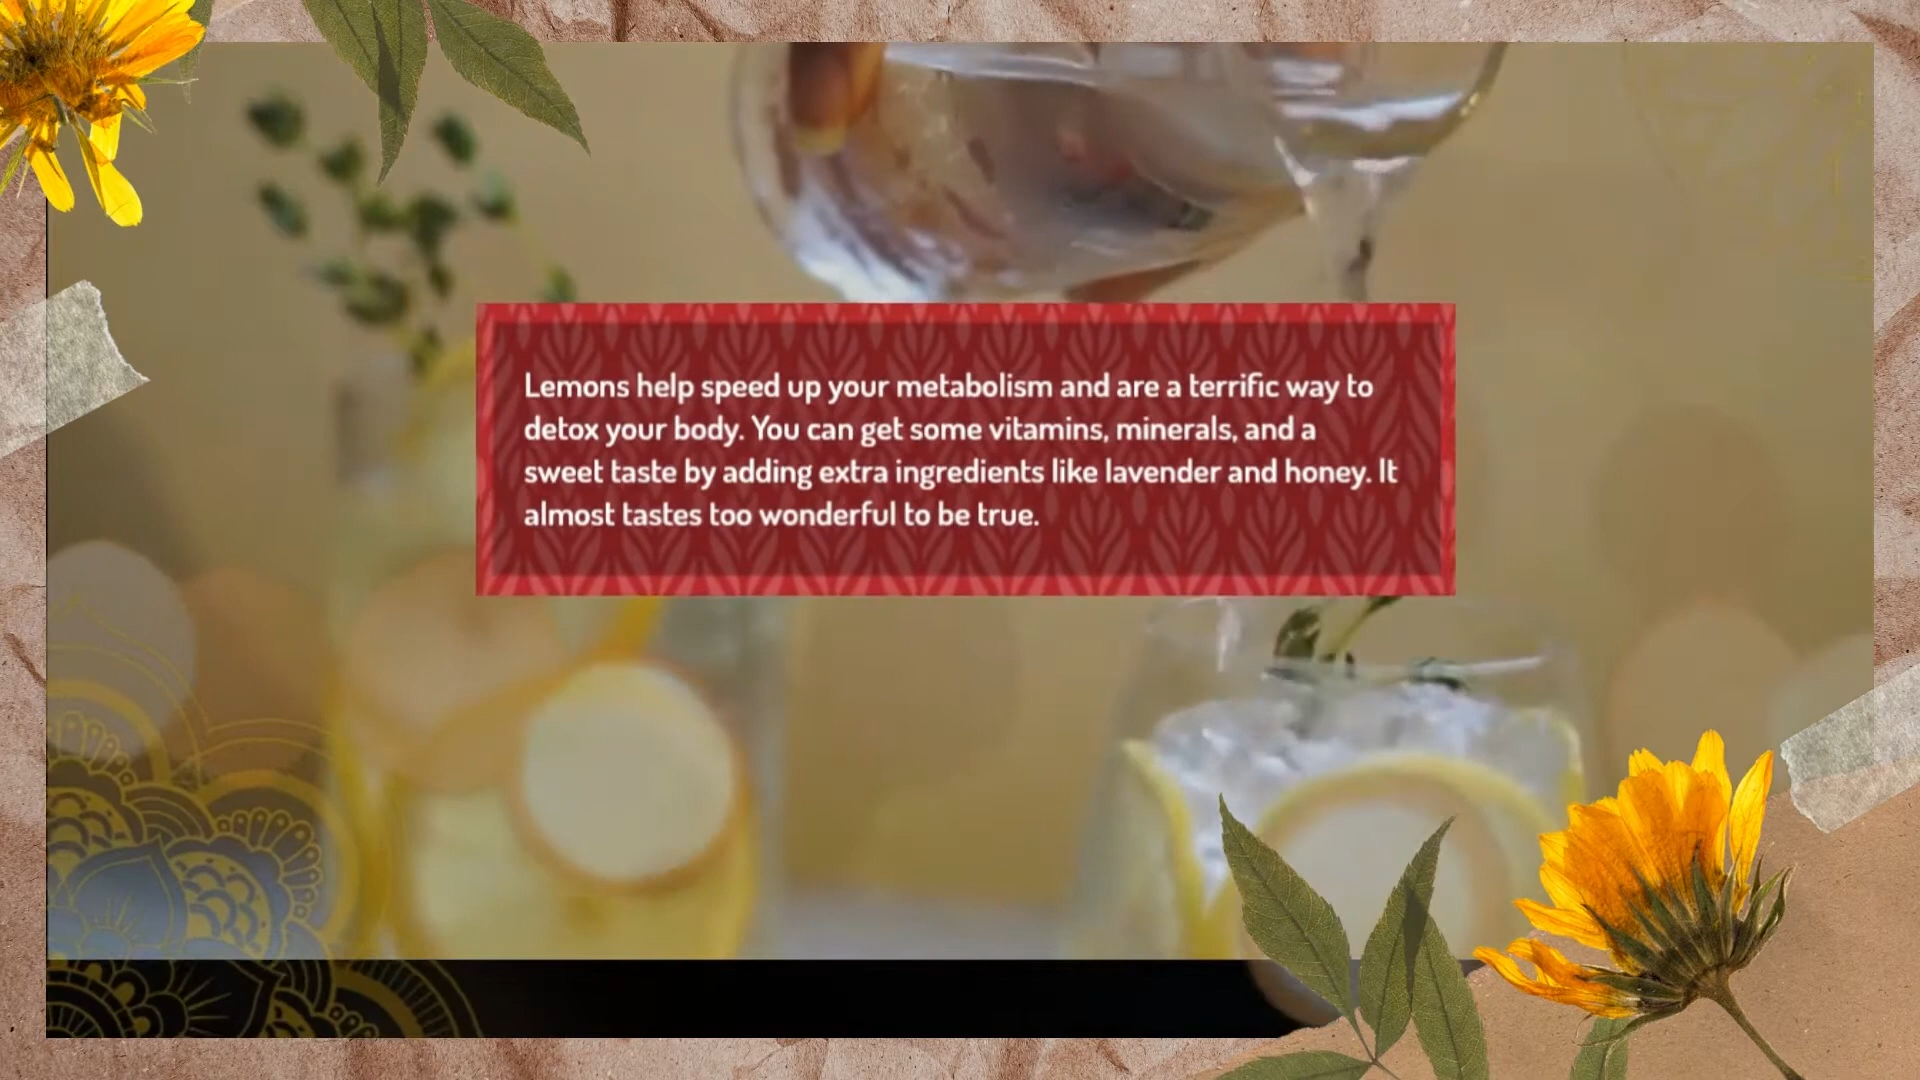 Lemons help speed up your metabolism and are a terrific way to
detox your body. You can get some vitamins, minerals, and a
sweet taste by adding extra ingredients like lavender and honey. It
almost tastes too wonderful to be true.